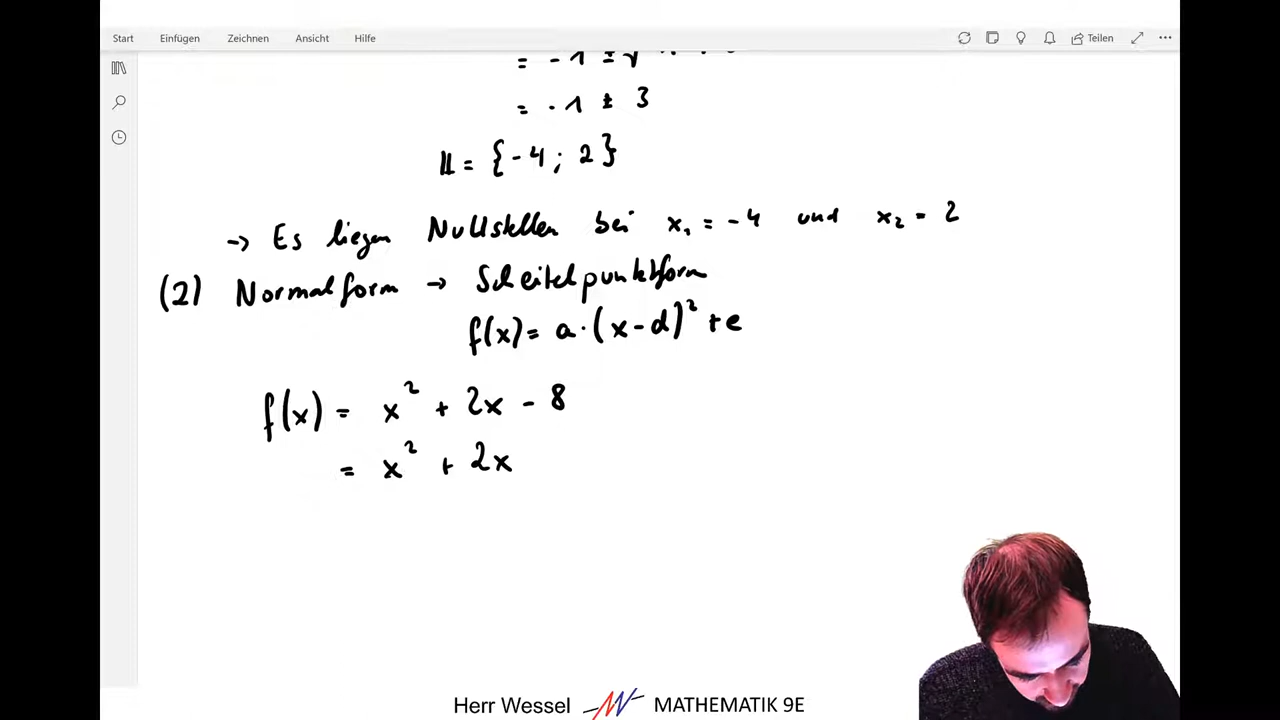 Start Einfügen Zeichnen Ansicht Hilfe Teilen
= -1 ± 3
𝕃 = {-4; 2}
→ Es liegen Nullstellen bei x₁ = -4 und x₂ = 2
(2) Normalform → Scheitelpunktform
f(x) = a·(x-d)² + e
f(x) = x² + 2x - 8
= x² + 2x
Herr Wessel MATHEMATIK 9E